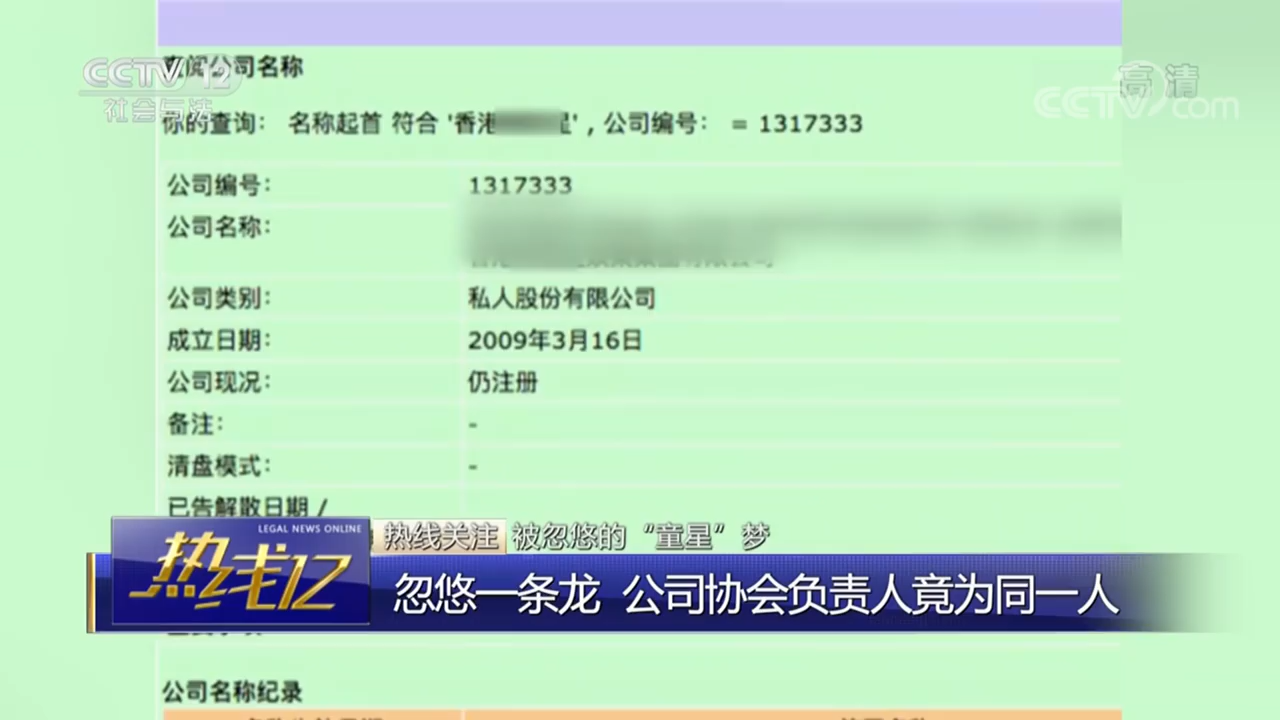 CCTV 12
社会与法
高清
CCTV.com
查阅公司名称
你的查询： 名称起首 符合 '香港 星' , 公司编号： = 1317333
公司编号： 1317333
公司名称：
公司类别： 私人股份有限公司
成立日期： 2009年3月16日
公司现况： 仍注册
备注： -
清盘模式： -
已告解散日期 /
LEGAL NEWS ONLINE
热线12
热线关注 被忽悠的“童星”梦
忽悠一条龙 公司协会负责人竟为同一人
公司名称纪录